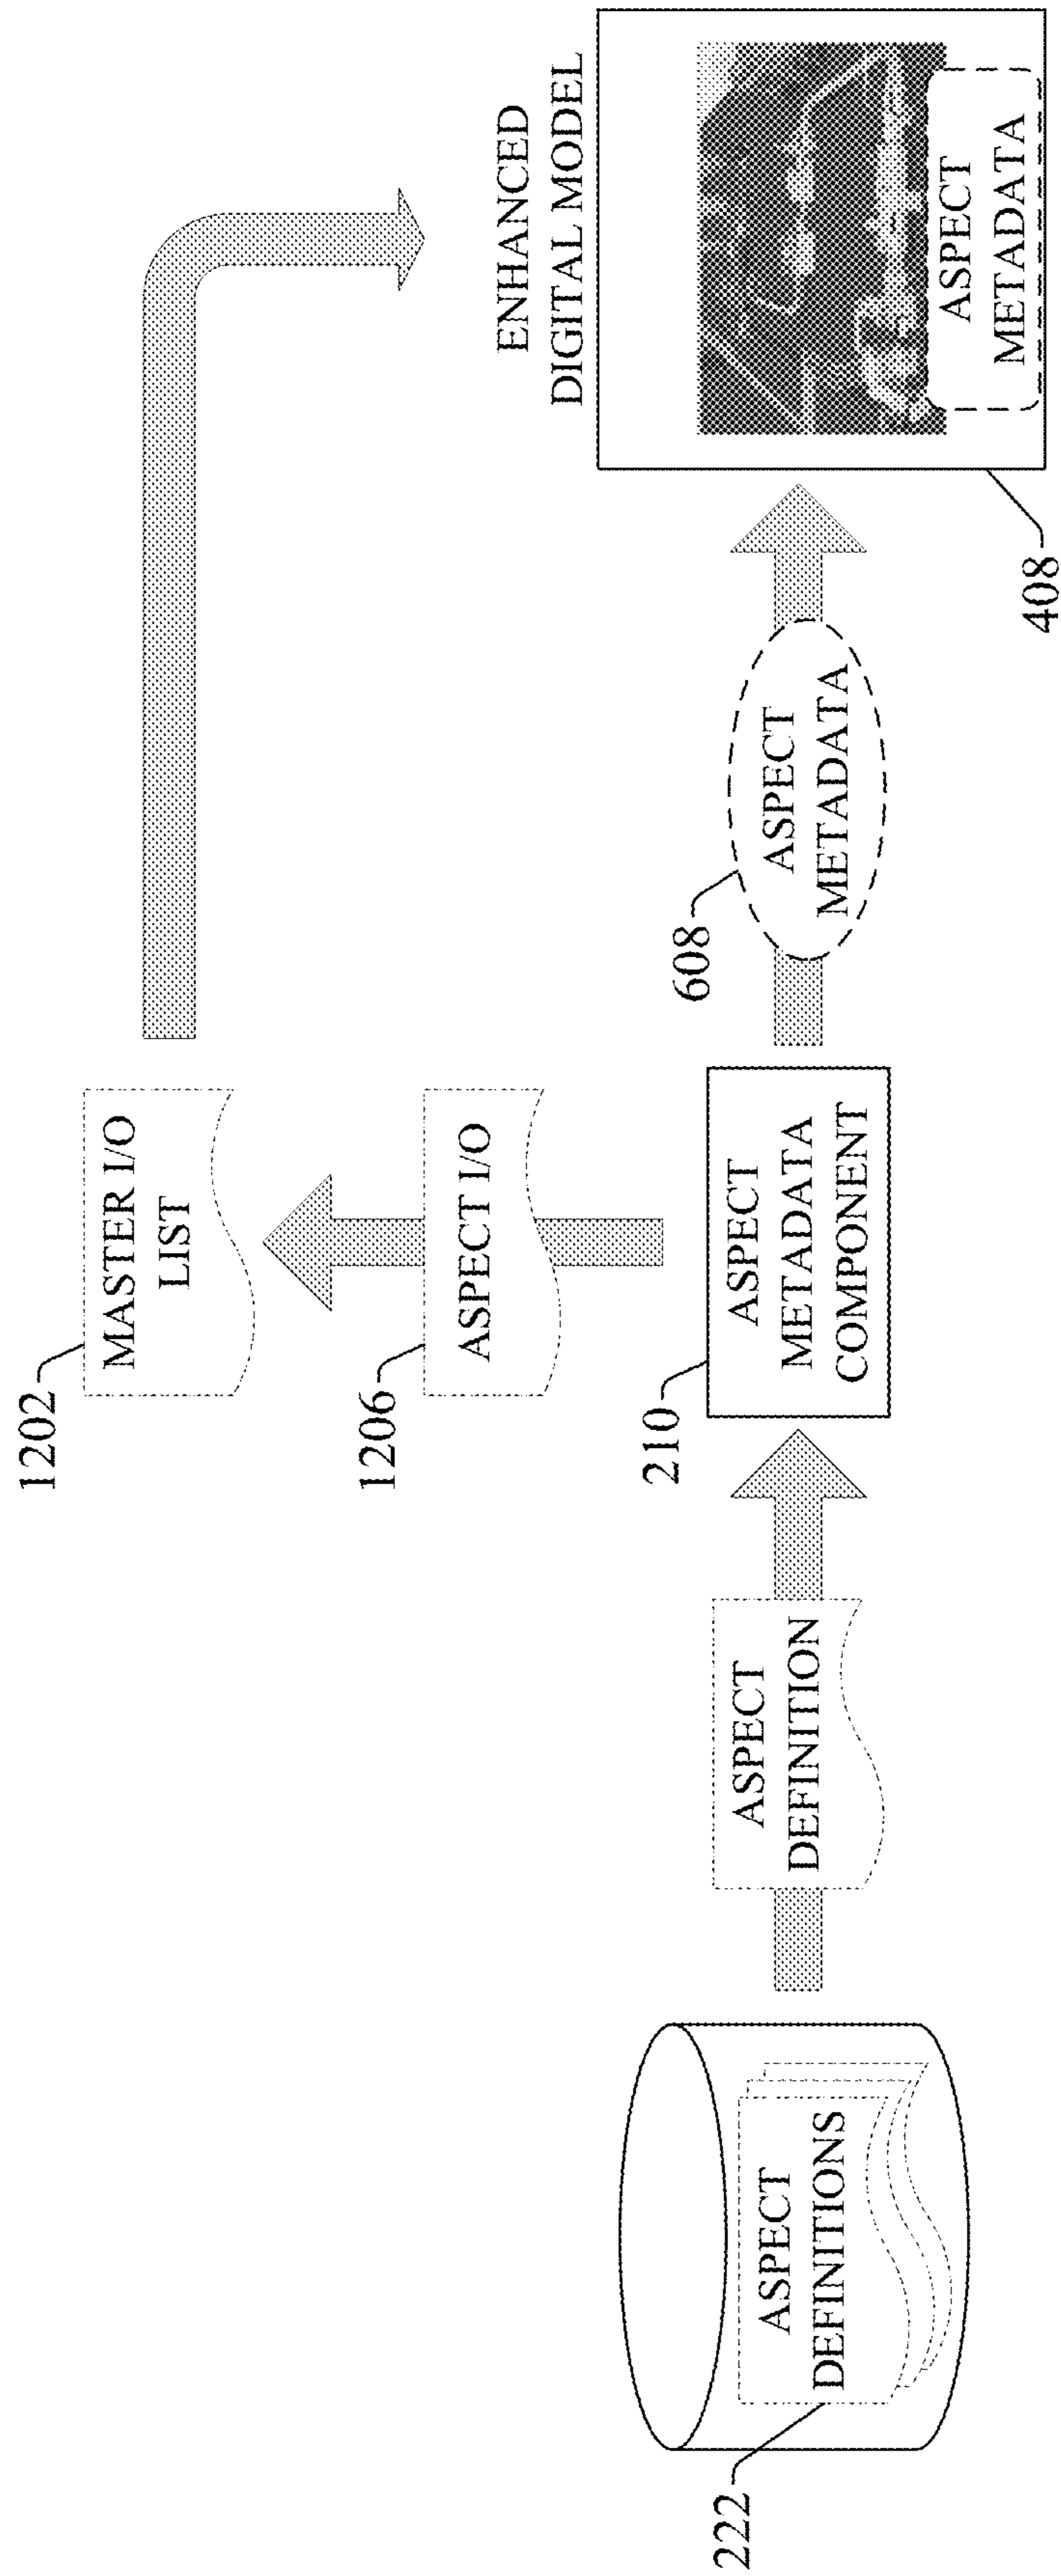 1202
MASTER I/O
LIST
1206
ASPECT I/O
ENHANCED
DIGITAL MODEL
222
ASPECT
DEFINITIONS
ASPECT
DEFINITION
210
ASPECT
METADATA
COMPONENT
608
ASPECT
METADATA
ASPECT
METADATA
408